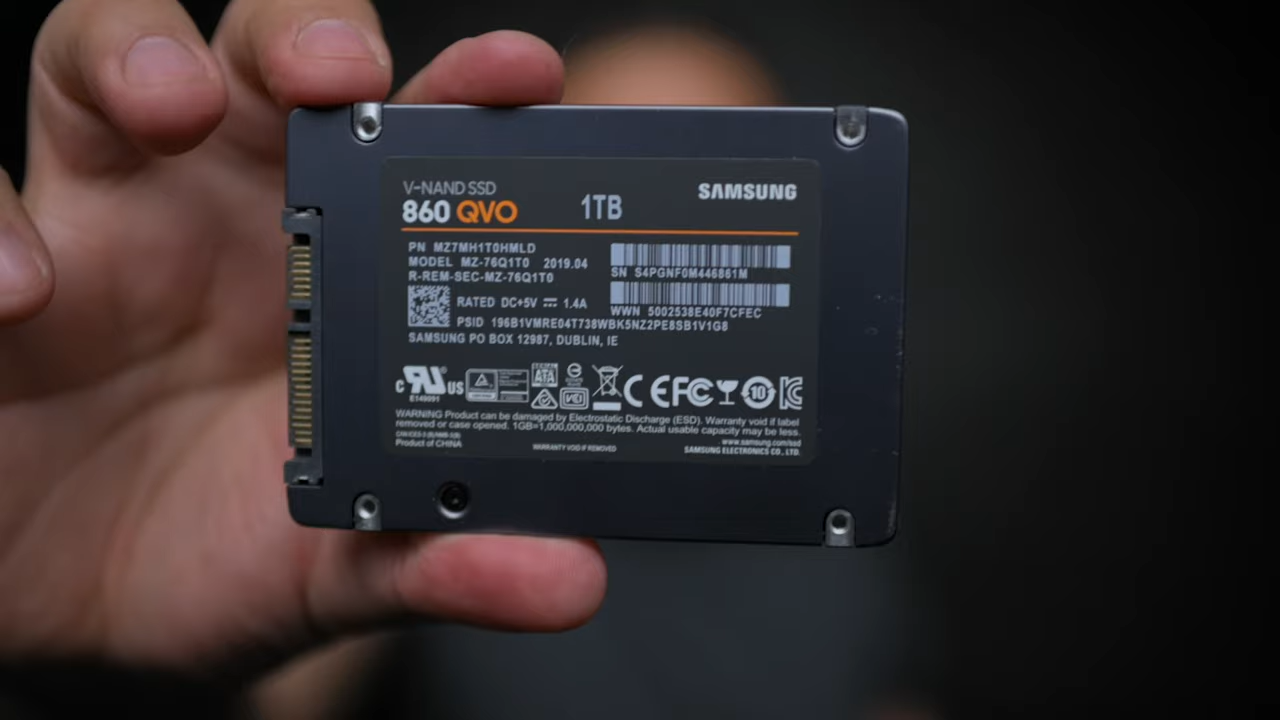 V-NAND SSD
860 QVO
1TB
SAMSUNG
PN MZ7MH1T0HMLD
MODEL MZ-76Q1T0 2019.04
R-REM-SEC-MZ-76Q1T0
SN S4PGNF0M446861M
RATED DC+5V ⎓ 1.4A
WWN 5002538E40F7CFEC
PSID 196B1VMRE04T738WBK5NZ2PE8SB1V1G8
SAMSUNG PO BOX 12987, DUBLIN, IE
C RU US
E149091
SATA
VCI
CE FC 10
WARNING Product can be damaged by Electrostatic Discharge (ESD). Warranty void if label
removed or case opened. 1GB=1,000,000,000 bytes. Actual usable capacity may be less.
Product of CHINA
WARRANTY VOID IF REMOVED
www.samsung.com/ssd
SAMSUNG ELECTRONICS CO., LTD.